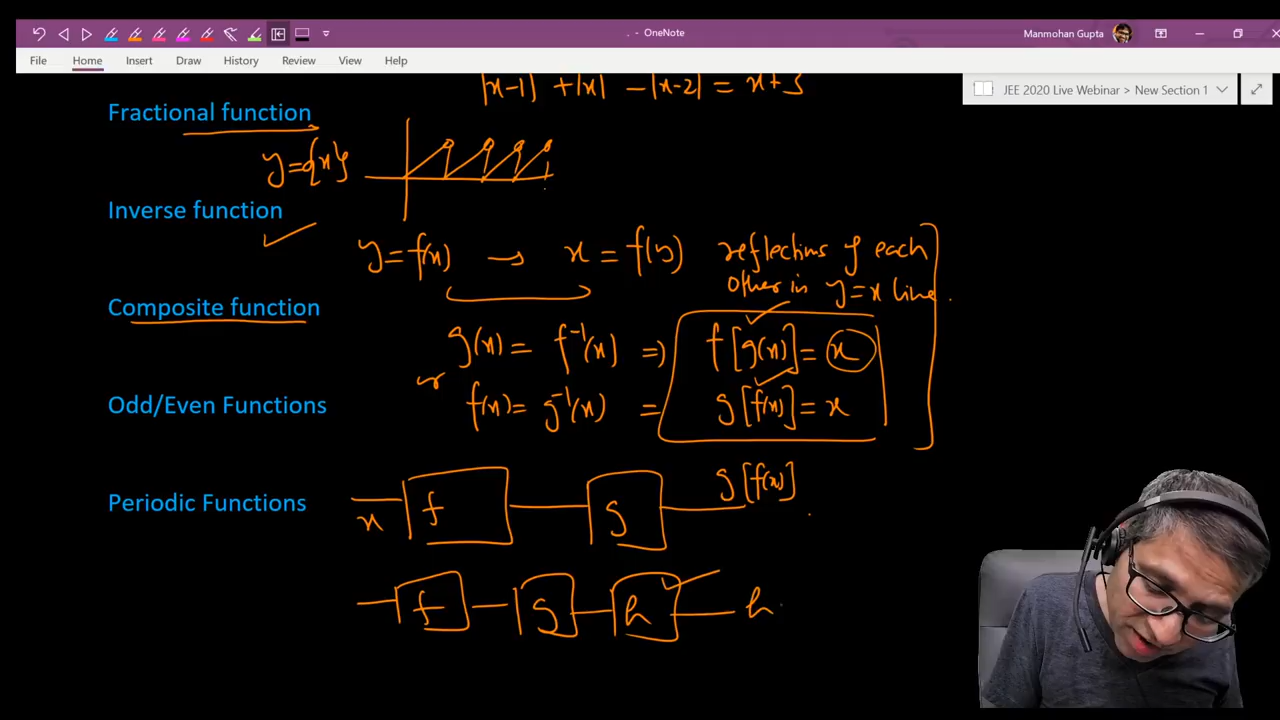 . - OneNote
Manmohan Gupta
File Home Insert Draw History Review View Help
JEE 2020 Live Webinar > New Section 1
|x-1| + |x| - |x-2| = x+3
Fractional function
y={x}
Inverse function
y=f(x) → x = f(y) reflections of each
other in y=x line.
Composite function
g(x) = f⁻¹(x) ⇒ f[g(x)] = x
f(x) = g⁻¹(x) = g[f(x)] = x
Odd/Even Functions
g[f(x)]
Periodic Functions
x f g
f g h h